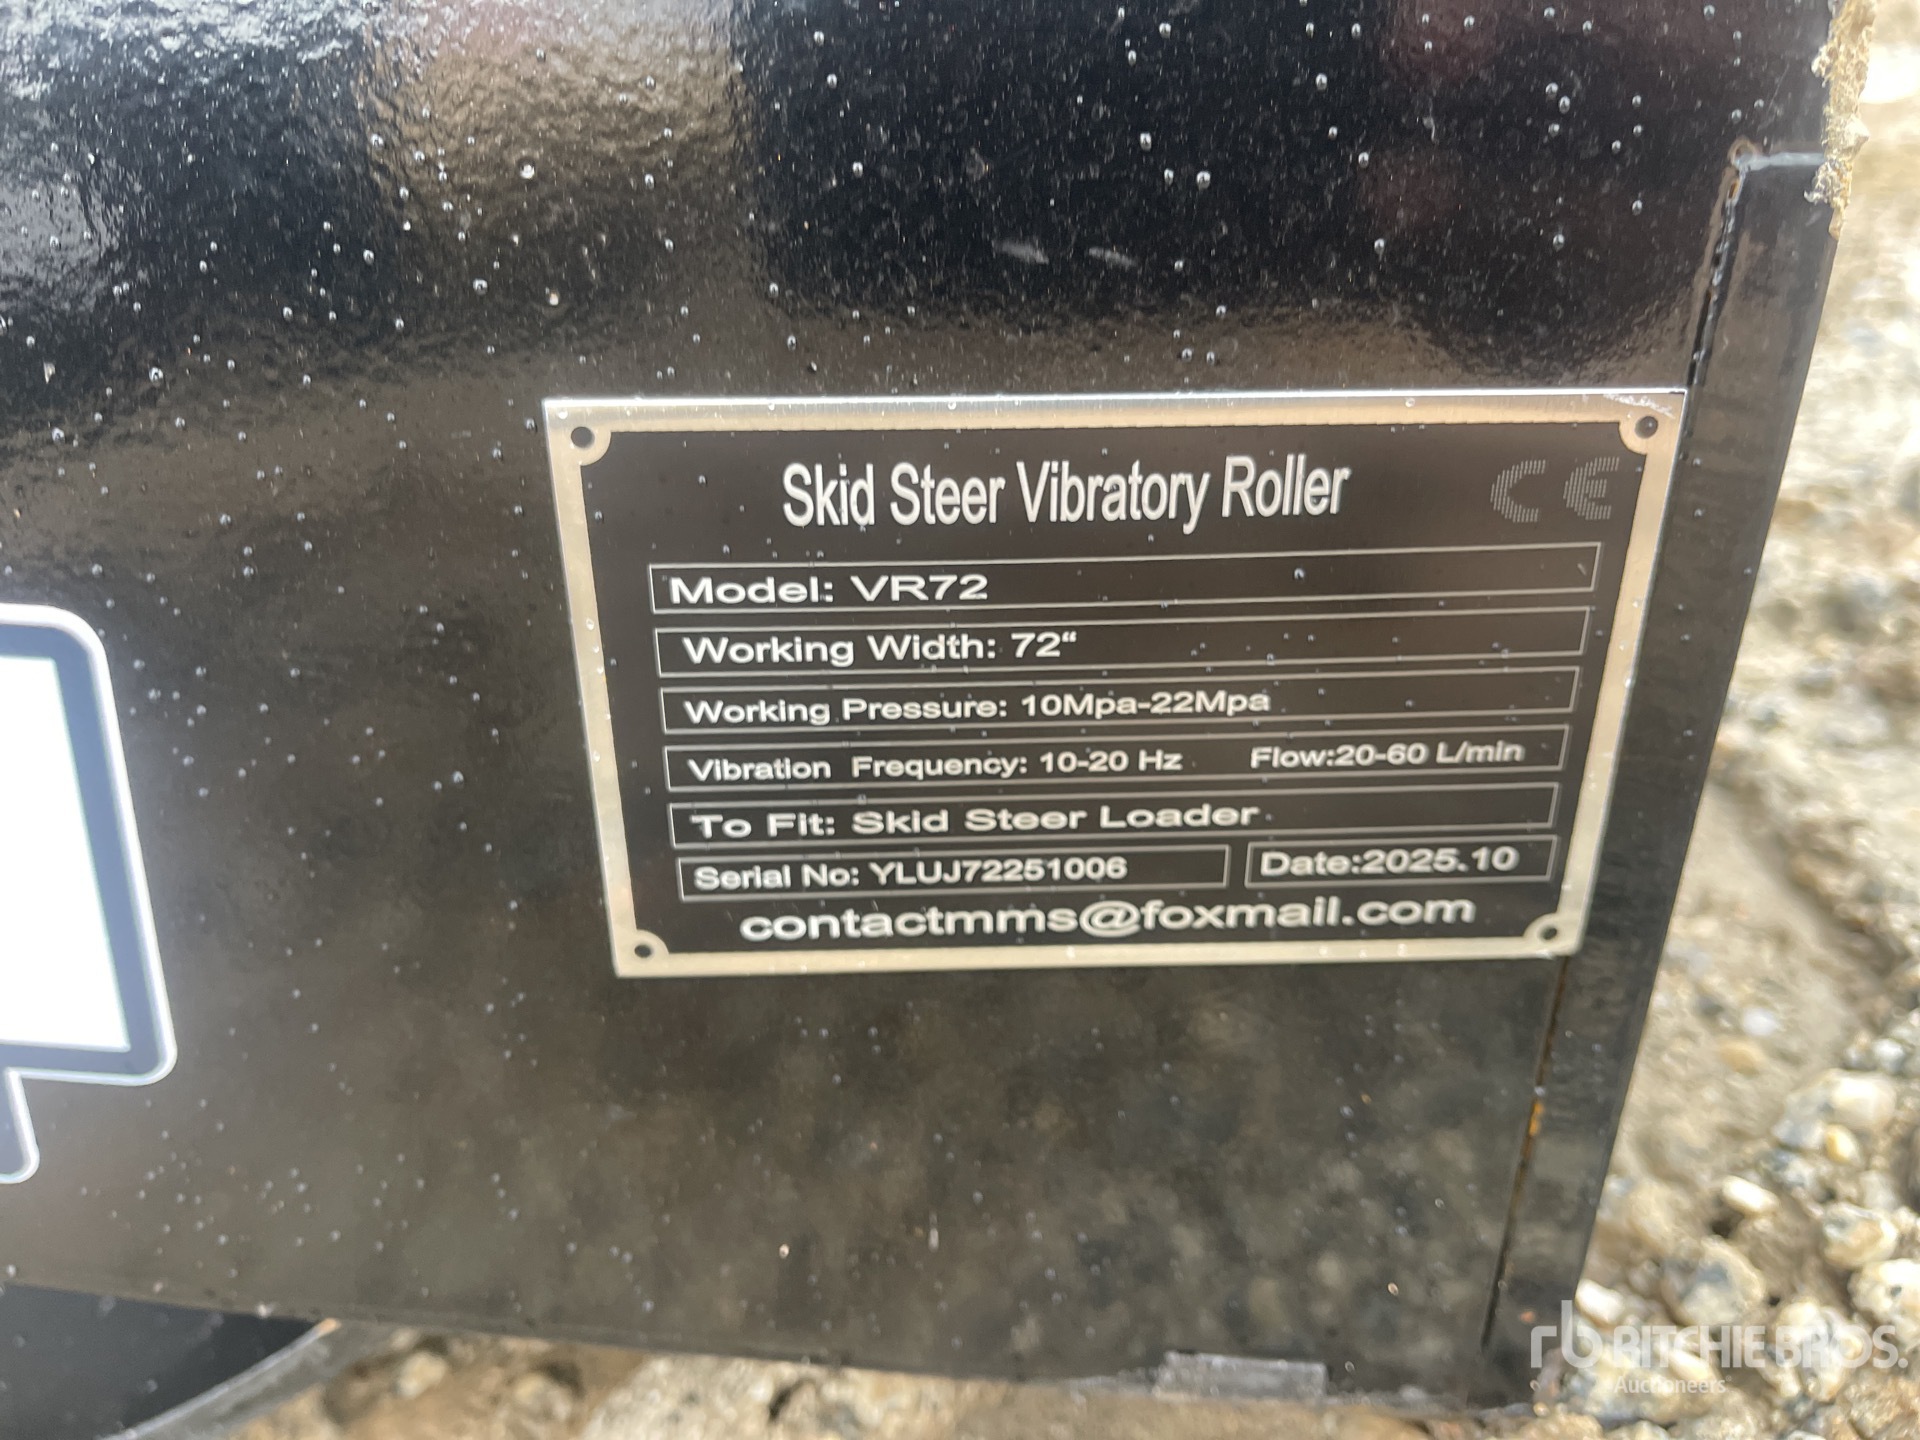 Skid Steer Vibratory Roller CE
Model: VR72
Working Width: 72“
Working Pressure: 10Mpa-22Mpa
Vibration Frequency: 10-20 Hz Flow:20-60 L/min
To Fit: Skid Steer Loader
Serial No: YLUJ72251006 Date:2025.10
contactmms@foxmail.com
rb RITCHIE BROS.
Auctioneers